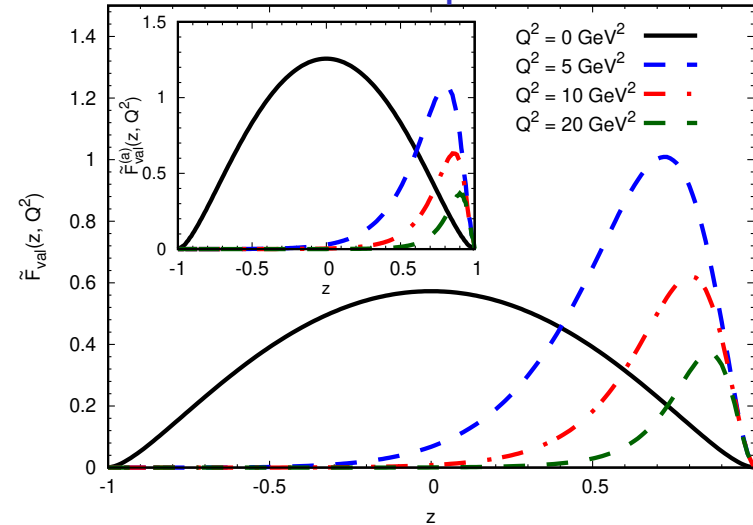 Q² = 0 GeV²
Q² = 5 GeV²
Q² = 10 GeV²
Q² = 20 GeV²
1.5
1
0.5
0
F̃val^(a)(z, Q²)
-1 -0.5 0 0.5 1
z
1.4
1.2
1
0.8
0.6
0.4
0.2
0
F̃val(z, Q²)
-1 -0.5 0 0.5
z